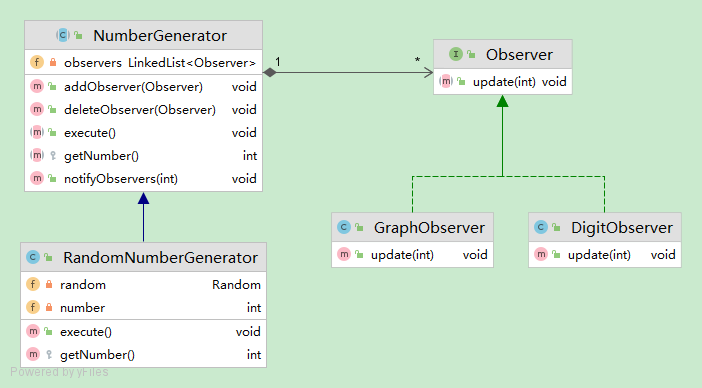 NumberGenerator
observers LinkedList<Observer>
addObserver(Observer) void
deleteObserver(Observer) void
execute() void
getNumber() int
notifyObservers(int) void
1
*
Observer
update(int) void
GraphObserver
update(int) void
DigitObserver
update(int) void
RandomNumberGenerator
random Random
number int
execute() void
getNumber() int
Powered by yFiles